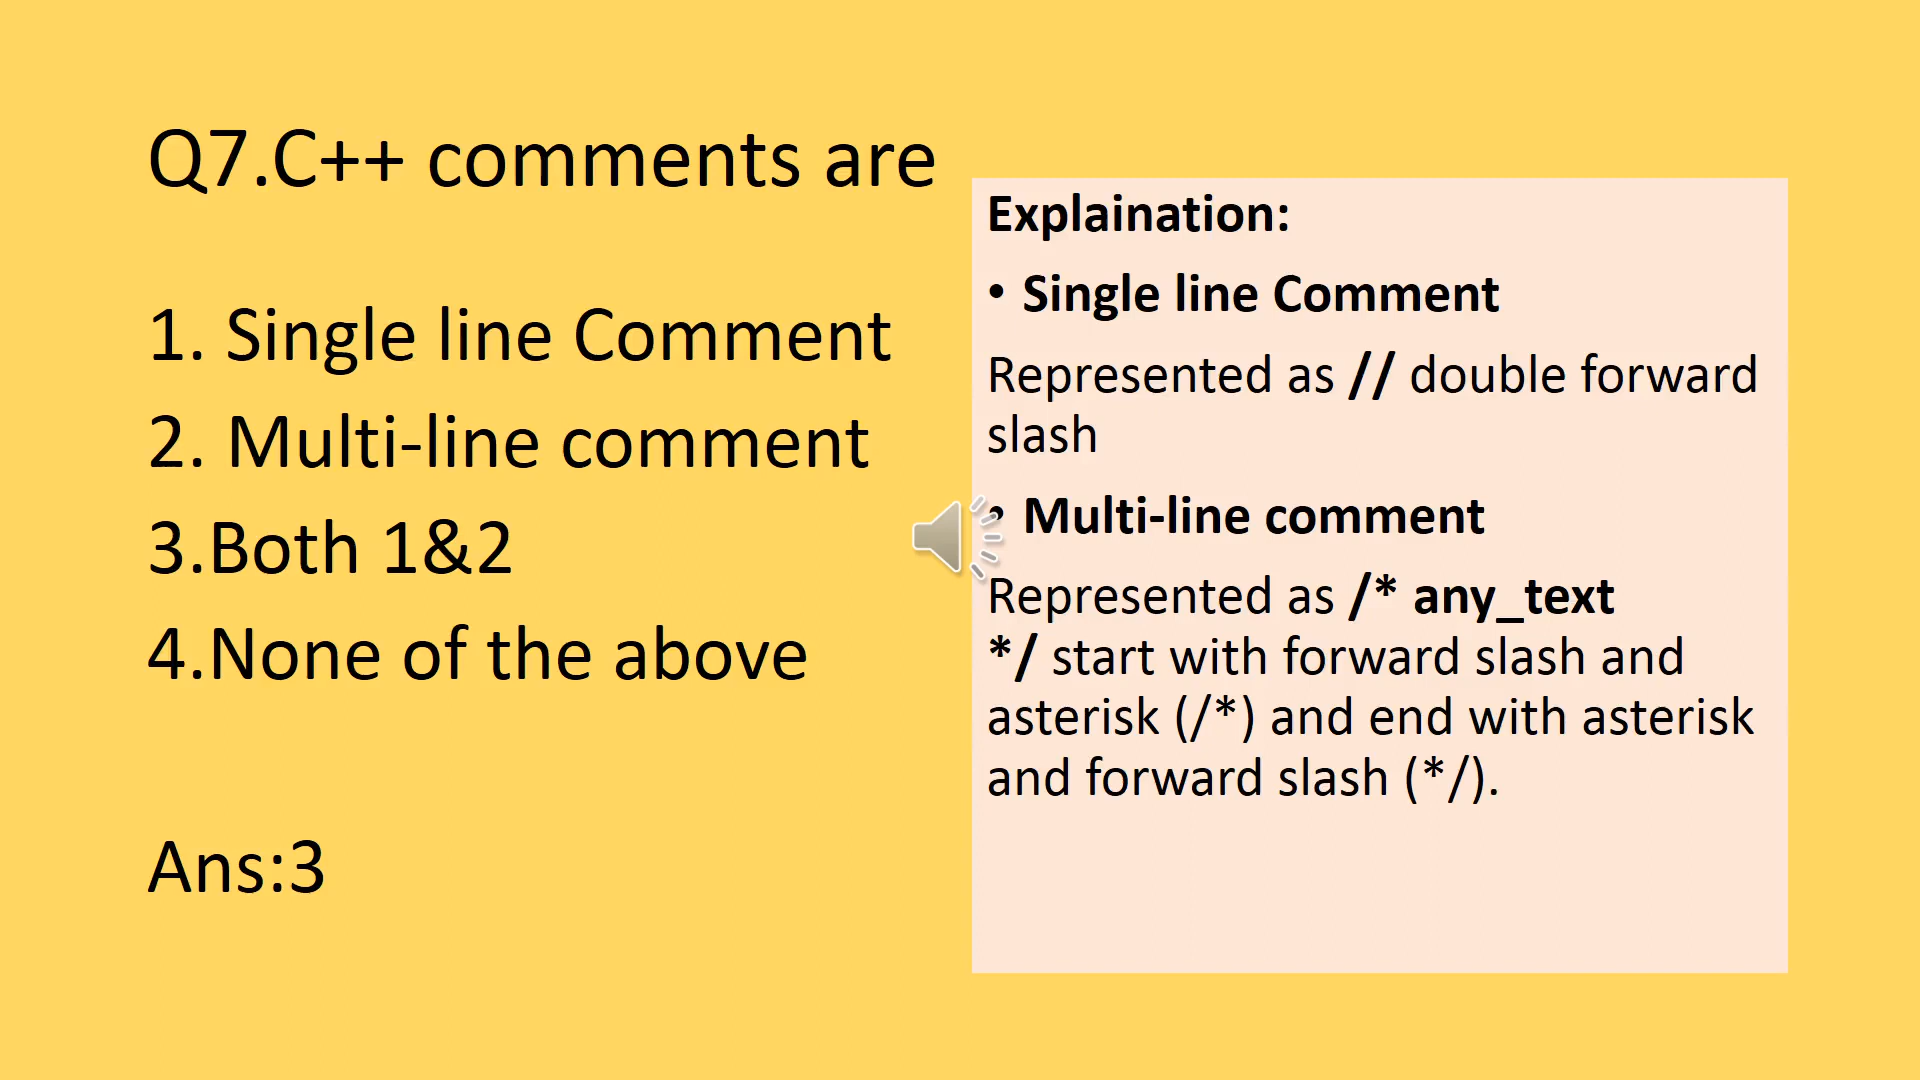 Q7.C++ comments are
1. Single line Comment
2. Multi-line comment
3.Both 1&2
4.None of the above
Ans:3
Explaination:
• Single line Comment
Represented as // double forward
slash
• Multi-line comment
Represented as /* any_text
*/ start with forward slash and
asterisk (/*) and end with asterisk
and forward slash (*/).